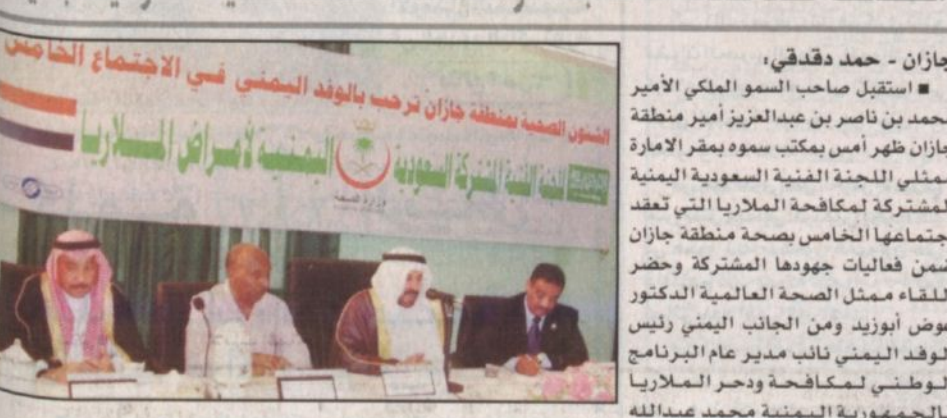 جازان - حمد دقدقي:
■ استقبل صاحب السمو الملكي الأمير
محمد بن ناصر بن عبدالعزيز أمير منطقة
جازان ظهر أمس بمكتب سموه بمقر الامارة
ممثلي اللجنة الفنية السعودية اليمنية
المشتركة لمكافحة الملاريا التي تعقد
اجتماعها الخامس بصحة منطقة جازان
ضمن فعاليات جهودها المشتركة وحضر
اللقاء ممثل الصحة العالمية الدكتور
عوض أبوزيد ومن الجانب اليمني رئيس
الوفد اليمني نائب مدير عام البرنامج
الوطني لمكافحة ودحر الملاريا
اليمنية محمد عبدالله
الشئون الصحية بمنطقة جازان ترحب بالوفد اليمني في الاجتماع الخامس
للجنة الفنية المشتركة السعودية اليمنية لأمراض الملاريا
وزارة الصحة